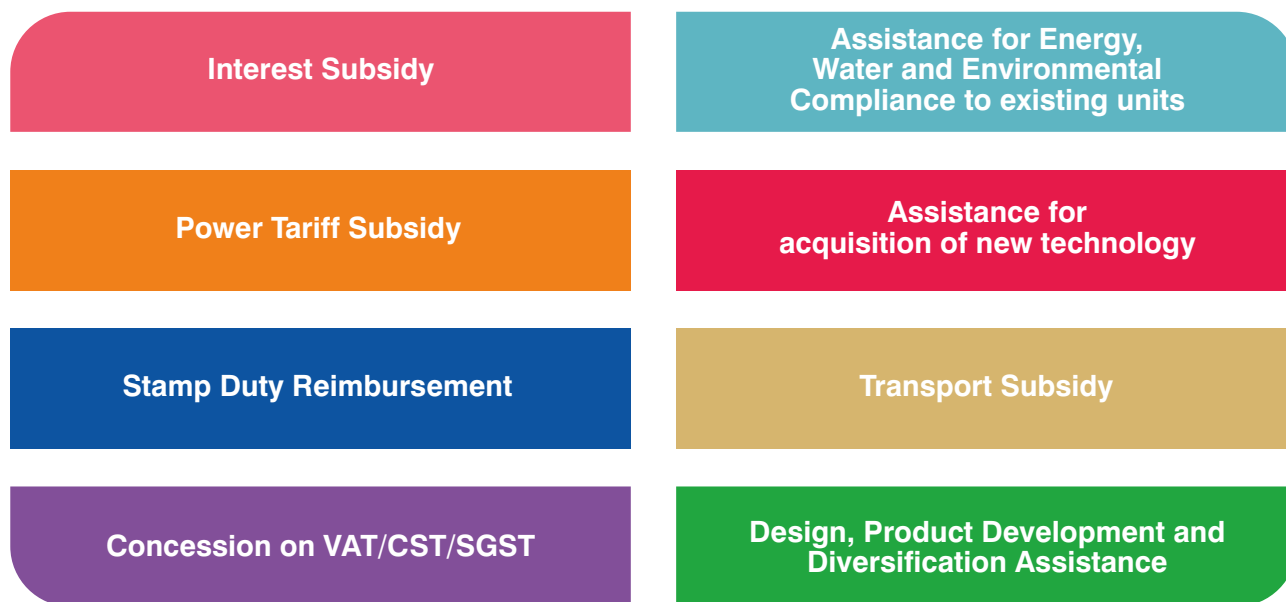 Interest Subsidy
Assistance for Energy,
Water and Environmental
Compliance to existing units
Power Tariff Subsidy
Assistance for
acquisition of new technology
Stamp Duty Reimbursement
Transport Subsidy
Concession on VAT/CST/SGST
Design, Product Development and
Diversification Assistance